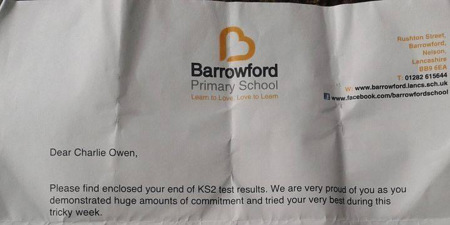 Barrowford
Primary School
Learn to Love, Love to Learn
Rushton Street,
Barrowford,
Nelson,
Lancashire
BB9 6EA
T: 01282 615644
W: www.barrowford.lancs.sch.uk
www.facebook.com/barrowfordschool
Dear Charlie Owen,
Please find enclosed your end of KS2 test results. We are very proud of you as you
demonstrated huge amounts of commitment and tried your very best during this
tricky week.